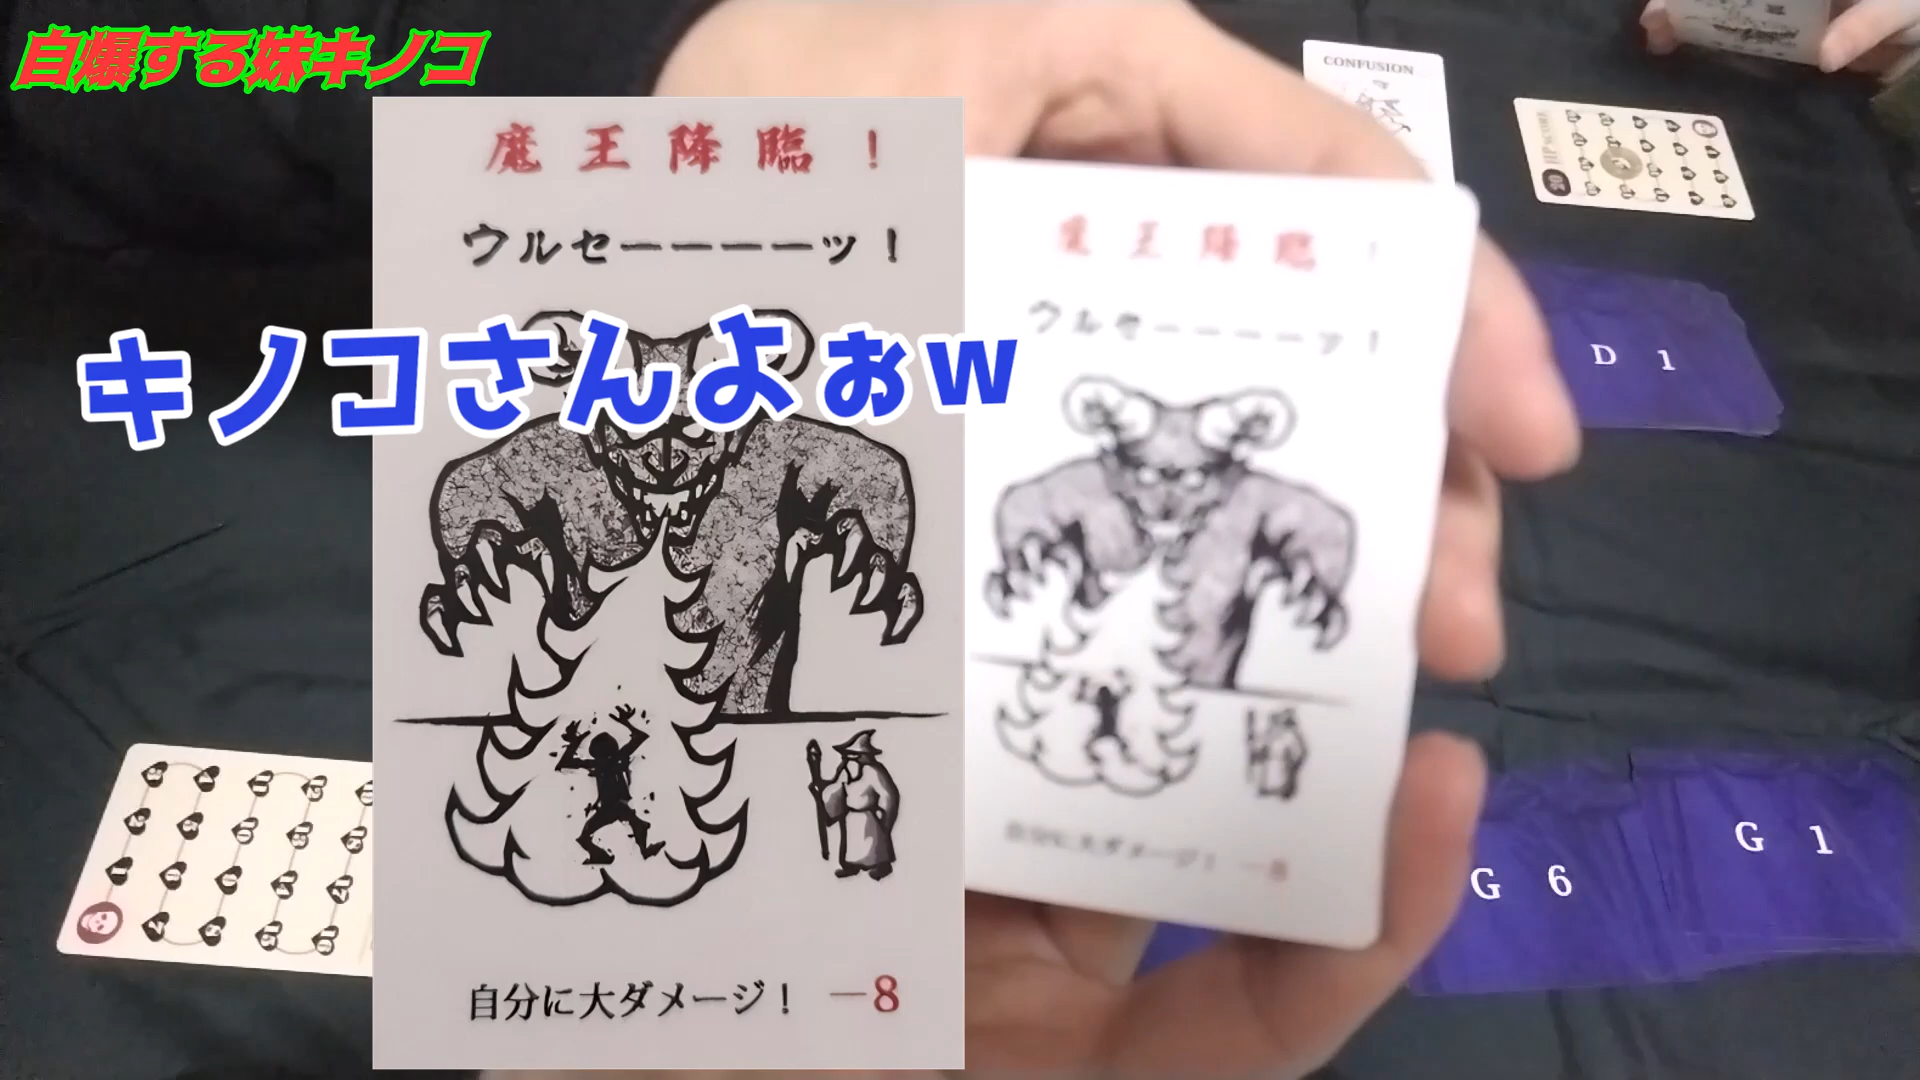 自爆する妹キノコ
魔王降臨！
ウルセーーーーッ！
キノコさんよぉw
自分に大ダメージ！ －8
魔王降臨！
ウルセーーーーッ！
自分に大ダメージ！ －8
CONFUSION
HP SCORE
20
D 1
G 6
G 1